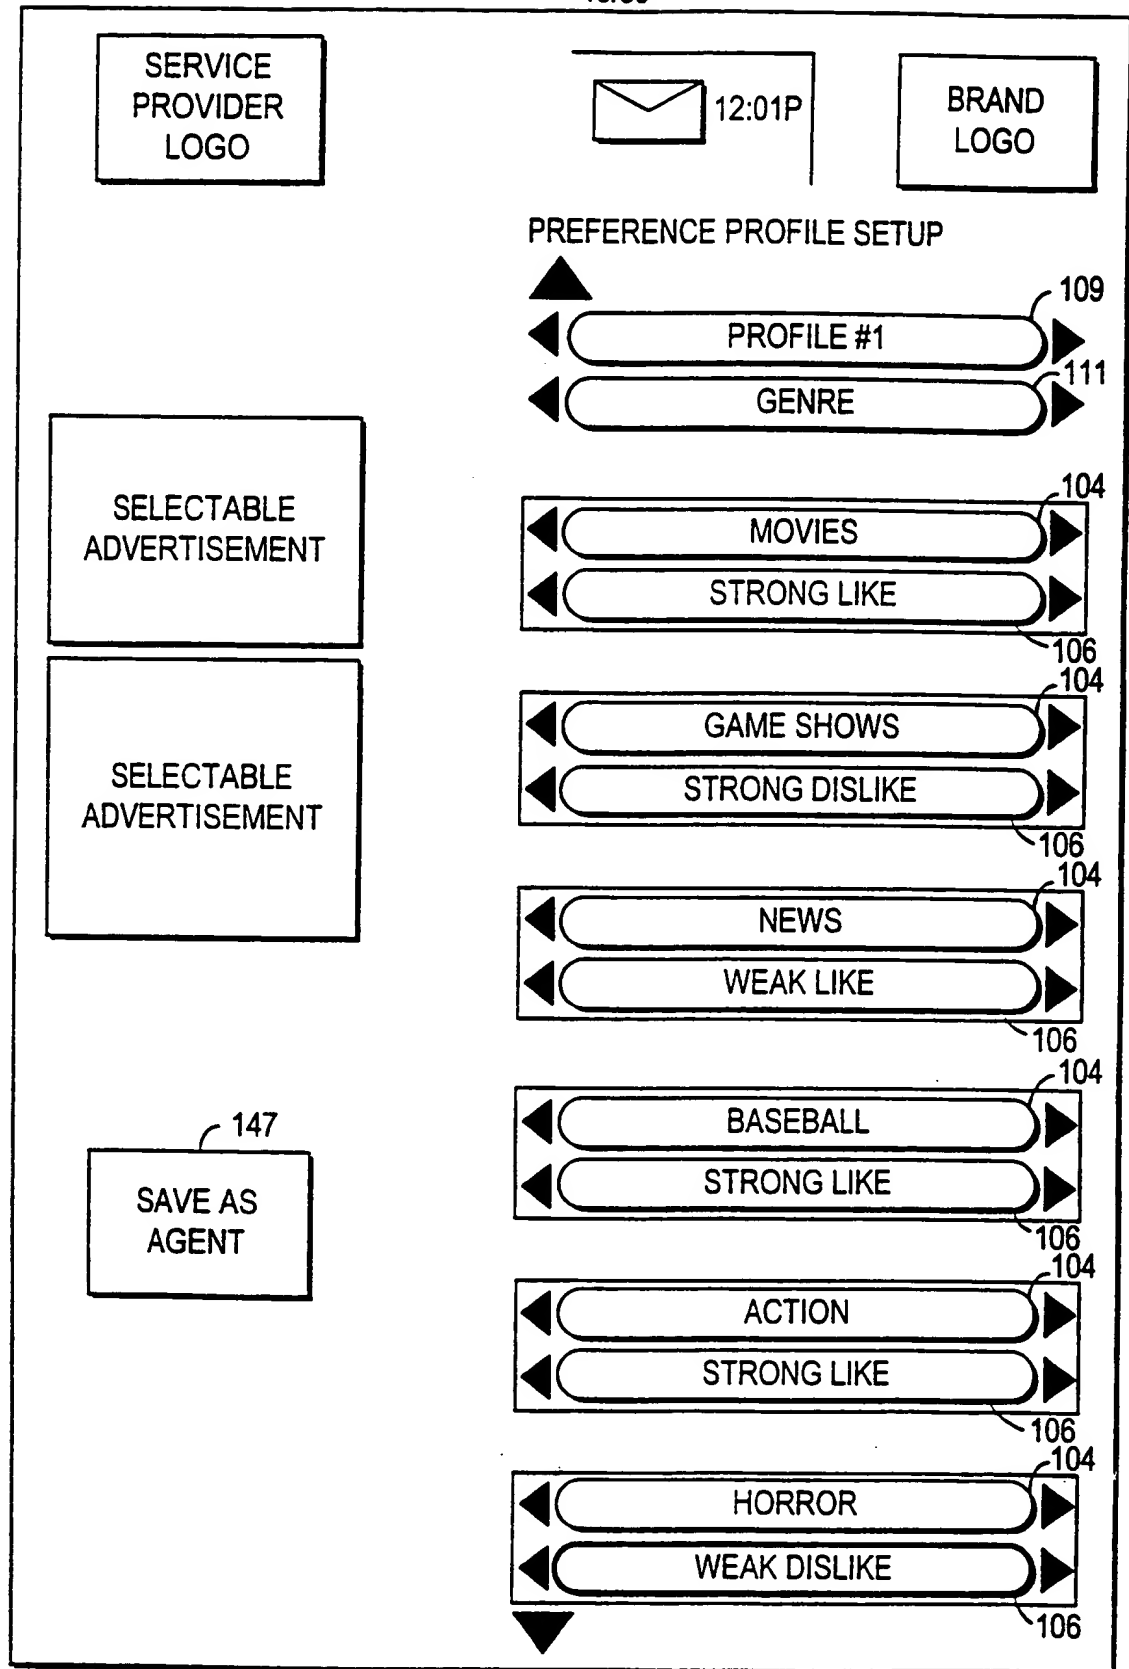 SERVICE
PROVIDER
LOGO
12:01P
BRAND
LOGO
PREFERENCE PROFILE SETUP
109
PROFILE #1
111
GENRE
SELECTABLE
ADVERTISEMENT
104
MOVIES
STRONG LIKE
106
SELECTABLE
ADVERTISEMENT
104
GAME SHOWS
STRONG DISLIKE
106
104
NEWS
WEAK LIKE
106
147
SAVE AS
AGENT
104
BASEBALL
STRONG LIKE
106
104
ACTION
STRONG LIKE
106
104
HORROR
WEAK DISLIKE
106